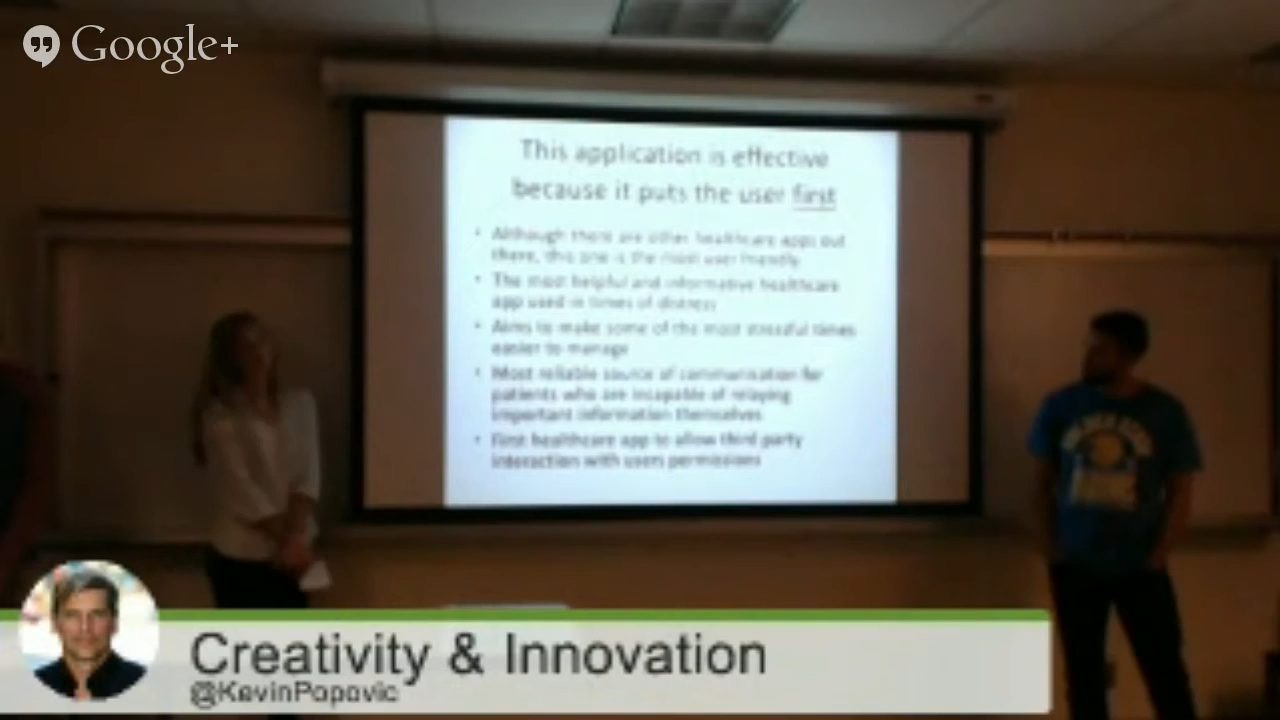 Google+
This application is effective
because it puts the user first
• Although there are other healthcare apps out
there, this one is the most user friendly
• The most helpful and informative healthcare
app used in times of distress
• Aims to make some of the most stressful times
easier to manage
• Most reliable source of communication for
patients who are incapable of relaying
important information themselves
• First healthcare app to allow third party
interaction with users permissions
Creativity & Innovation
@KevinPopovic